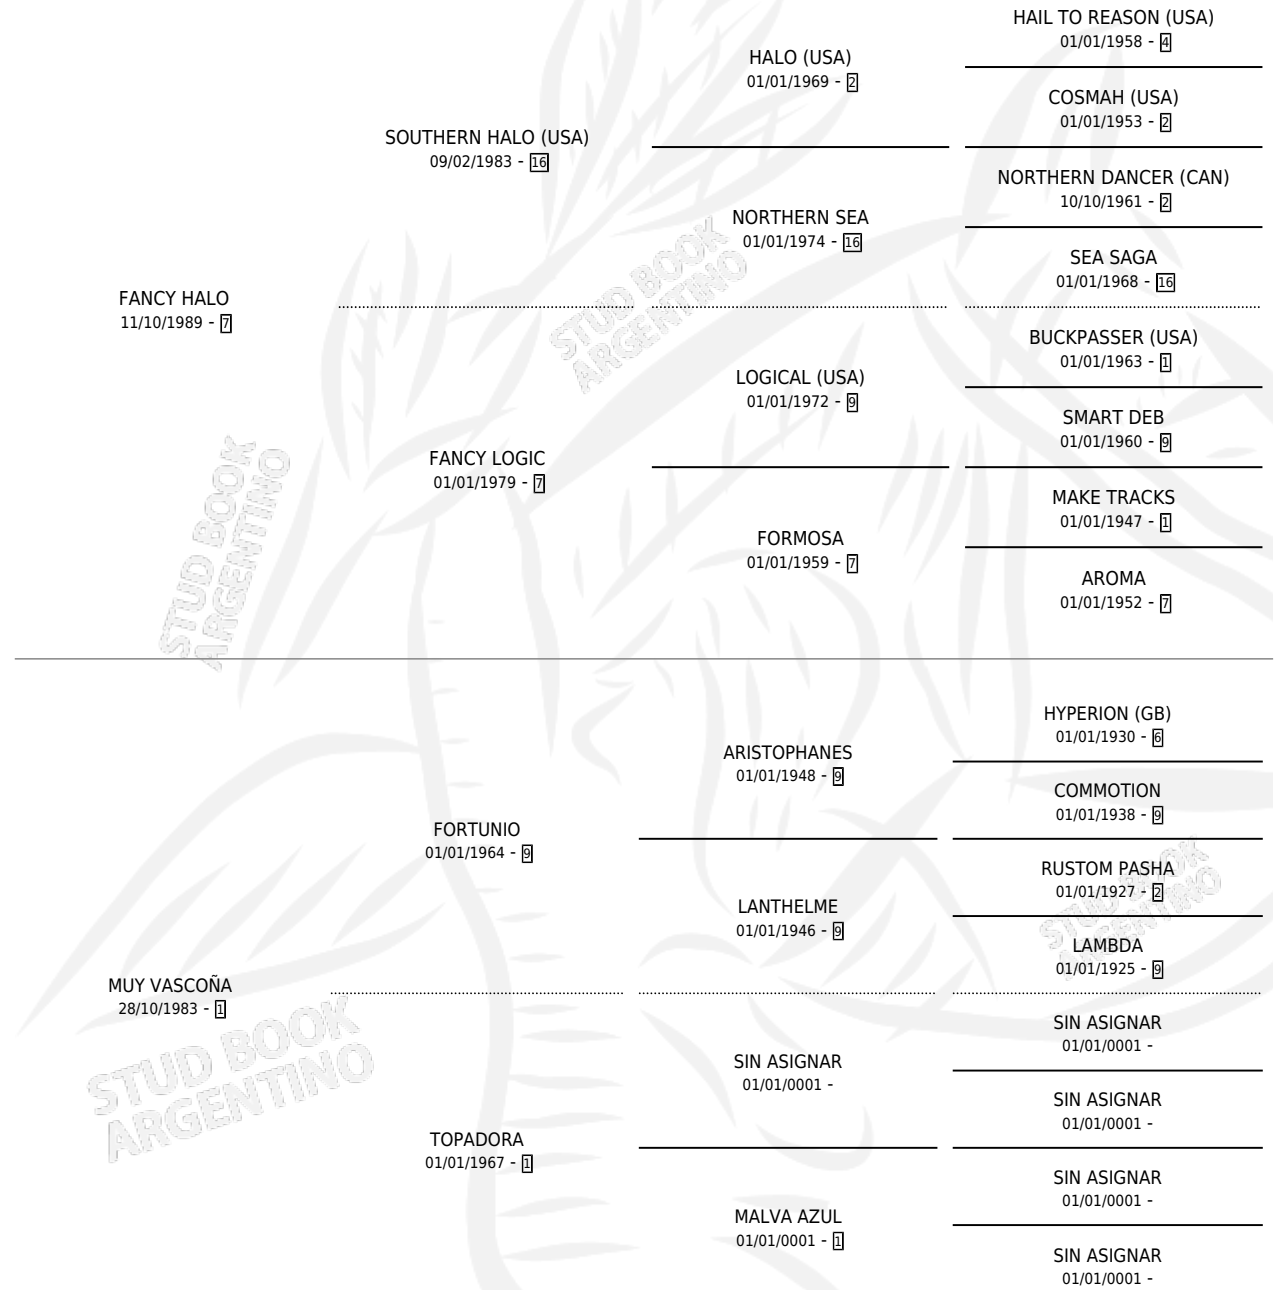 HAIL TO REASON (USA)
01/01/1958 - 4
HALO (USA)
01/01/1969 - 2
COSMAH (USA)
01/01/1953 - 2
SOUTHERN HALO (USA)
09/02/1983 - 16
NORTHERN DANCER (CAN)
10/10/1961 - 2
NORTHERN SEA
01/01/1974 - 16
SEA SAGA
01/01/1968 - 16
FANCY HALO
11/10/1989 - 7
BUCKPASSER (USA)
01/01/1963 - 1
LOGICAL (USA)
01/01/1972 - 9
SMART DEB
01/01/1960 - 9
FANCY LOGIC
01/01/1979 - 7
MAKE TRACKS
01/01/1947 - 1
FORMOSA
01/01/1959 - 7
AROMA
01/01/1952 - 7
HYPERION (GB)
01/01/1930 - 6
ARISTOPHANES
01/01/1948 - 9
COMMOTION
01/01/1938 - 9
FORTUNIO
01/01/1964 - 9
RUSTOM PASHA
01/01/1927 - 2
LANTHELME
01/01/1946 - 9
LAMBDA
01/01/1925 - 9
MUY VASCOÑA
28/10/1983 - 1
SIN ASIGNAR
01/01/0001 -
SIN ASIGNAR
01/01/0001 -
SIN ASIGNAR
01/01/0001 -
TOPADORA
01/01/1967 - 1
SIN ASIGNAR
01/01/0001 -
MALVA AZUL
01/01/0001 - 1
SIN ASIGNAR
01/01/0001 -
STUD BOOK
ARGENTINO
STUD BOOK
ARGENTINO
STUD BOOK
ARGENTINO
STUD BOOK
ARGENTINO